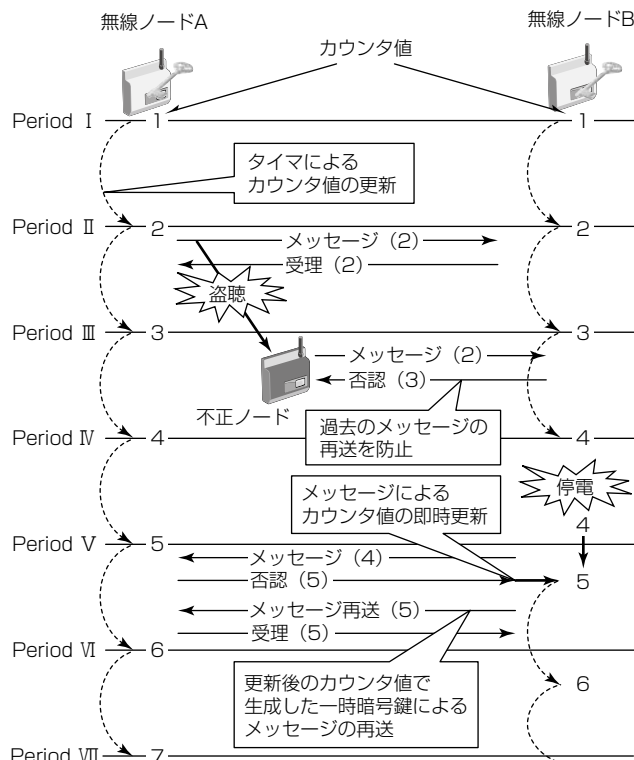 無線ノードA
無線ノードB
カウンタ値
Period Ⅰ
1
1
タイマによる
カウンタ値の更新
Period Ⅱ
2
2
メッセージ（2）
受理（2）
盗聴
Period Ⅲ
3
3
メッセージ（2）
否認（3）
不正ノード
過去のメッセージの
再送を防止
Period Ⅳ
4
4
停電
メッセージによる
カウンタ値の即時更新
4
Period Ⅴ
5
メッセージ（4）
否認（5）
5
メッセージ再送（5）
受理（5）
Period Ⅵ
6
更新後のカウンタ値で
生成した一時暗号鍵による
メッセージの再送
6
Period Ⅶ
7